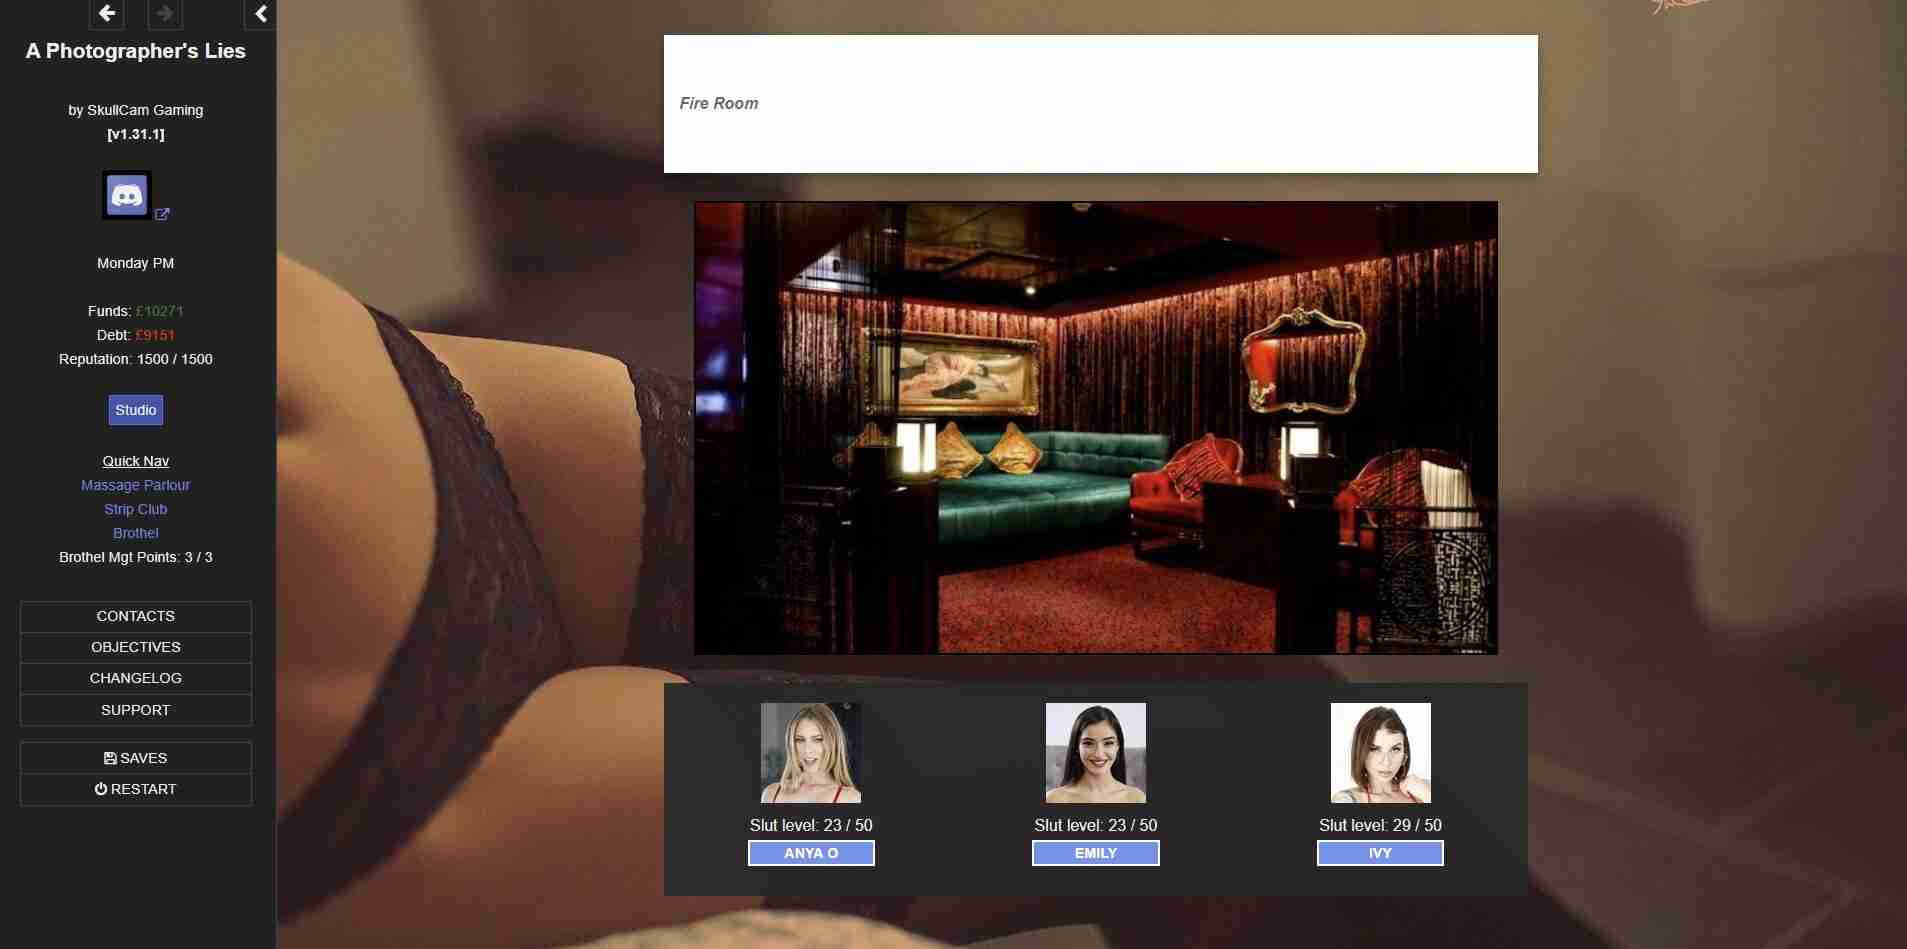 A Photographer's Lies
by SkullCam Gaming
[v1.31.1]
Monday PM
Funds: £10271
Debt: £9151
Reputation: 1500 / 1500
Studio
Quick Nav
Massage Parlour
Strip Club
Brothel
Brothel Mgt Points: 3 / 3
CONTACTS
OBJECTIVES
CHANGELOG
SUPPORT
SAVES
RESTART
Fire Room
Slut level: 23 / 50
ANYA O
Slut level: 23 / 50
EMILY
Slut level: 29 / 50
IVY